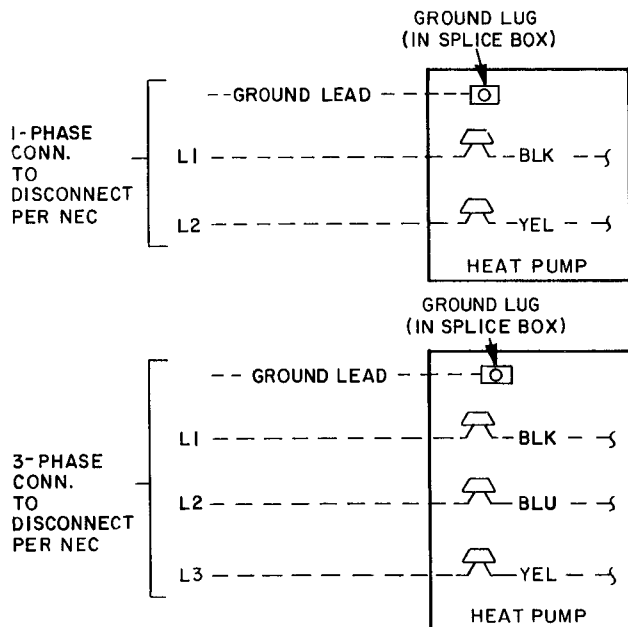 GROUND LUG
(IN SPLICE BOX)
GROUND LEAD
1-PHASE
CONN.
TO
DISCONNECT
PER NEC
L1
BLK
L2
YEL
HEAT PUMP
GROUND LUG
(IN SPLICE BOX)
GROUND LEAD
3-PHASE
CONN.
TO
DISCONNECT
PER NEC
L1
BLK
L2
BLU
L3
YEL
HEAT PUMP